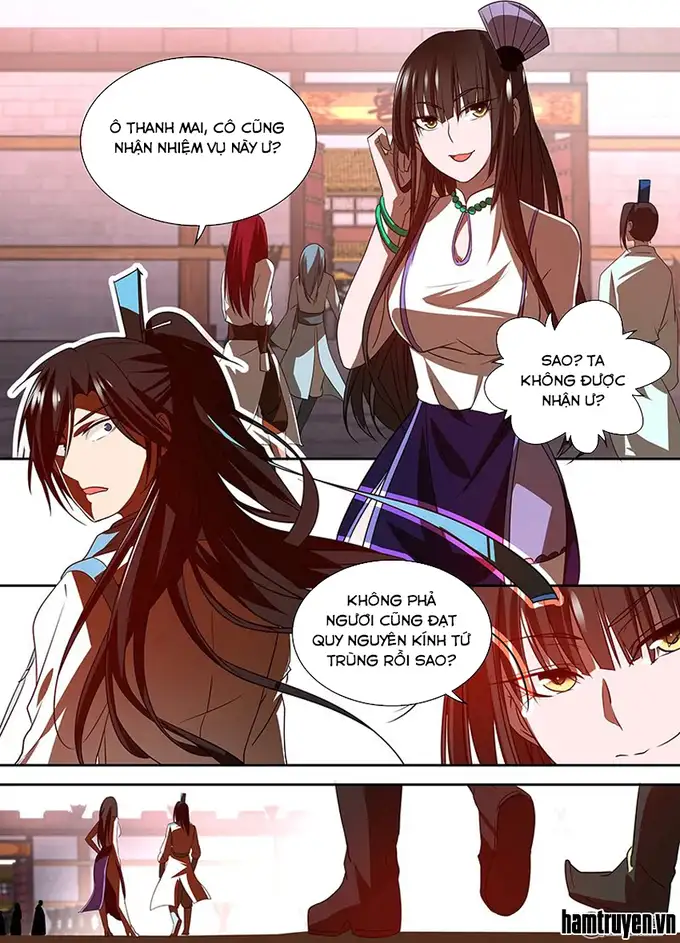 Ô THANH MAI, CÔ CŨNG
NHẬN NHIỆM VỤ NÀY Ư?
SAO? TA
KHÔNG ĐƯỢC
NHẬN Ư?
KHÔNG PHẢ
NGƯƠI CŨNG ĐẠT
QUY NGUYÊN KÍNH TỨ
TRÙNG RỒI SAO?
hamtruyen.vn